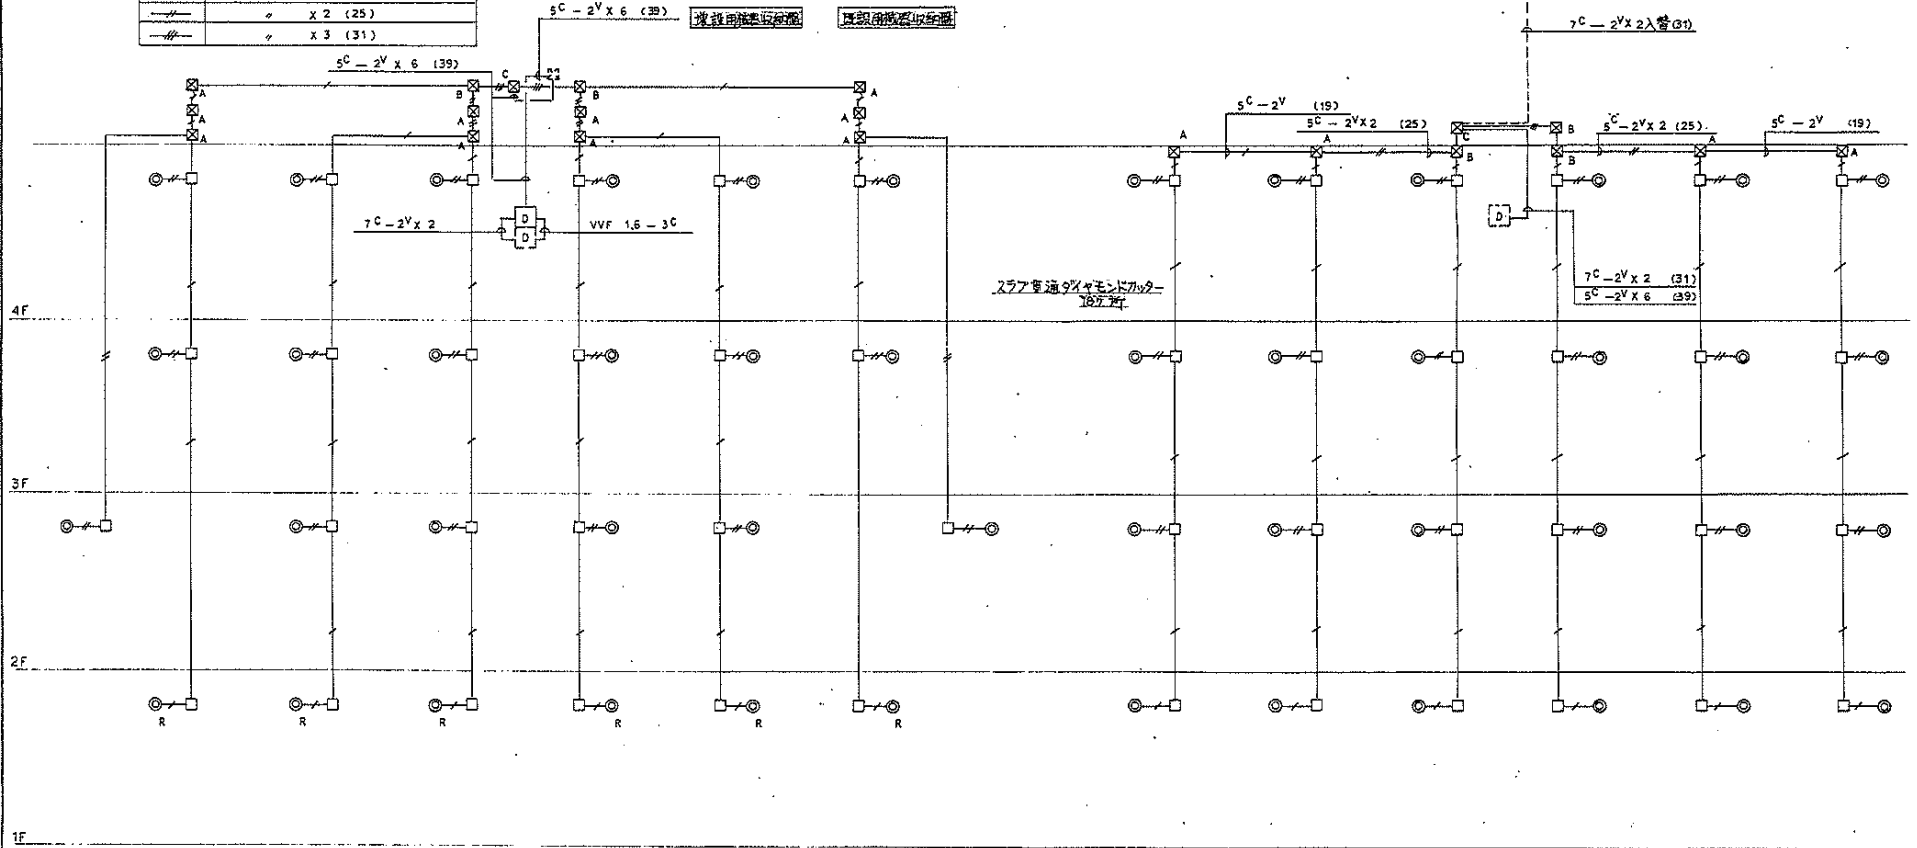 〃 X 2 (25)
〃 X 3 (31)
5C-2V X 6 (39)
増設用機器収納盤
既設用機器収納盤
7C-2V X 2入替(31)
5C-2V X 6 (39)
C
A
B
B
A
A
A
A
A
A
A
A
A
5C-2V (19)
5C-2V X 2 (25)
5C-2V X 2 (25)
5C-2V (19)
A
A
C
B
B
B
A
A
7C-2V X 2
D
D
VVF 1.6-3C
D
スラブ貫通ダイヤモンドカッター
18ヶ所
7C-2V X 2 (31)
5C-2V X 6 (39)
4F
3F
2F
R
R
R
R
R
R
1F